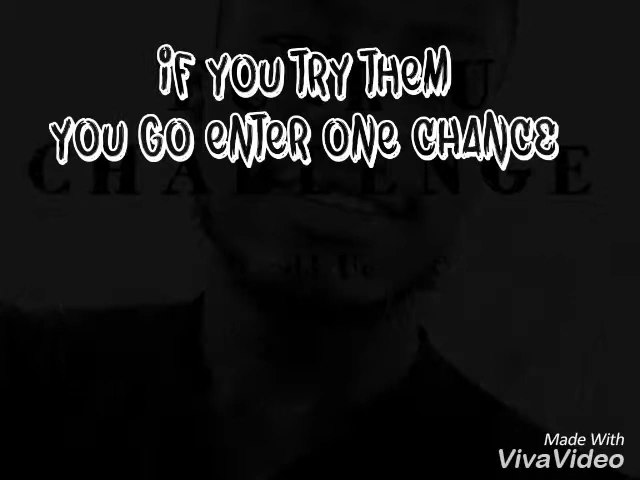 IF YOU TRY THEM
YOU GO ENTER ONE CHANCE
CHALLENGE
Made With
VivaVideo